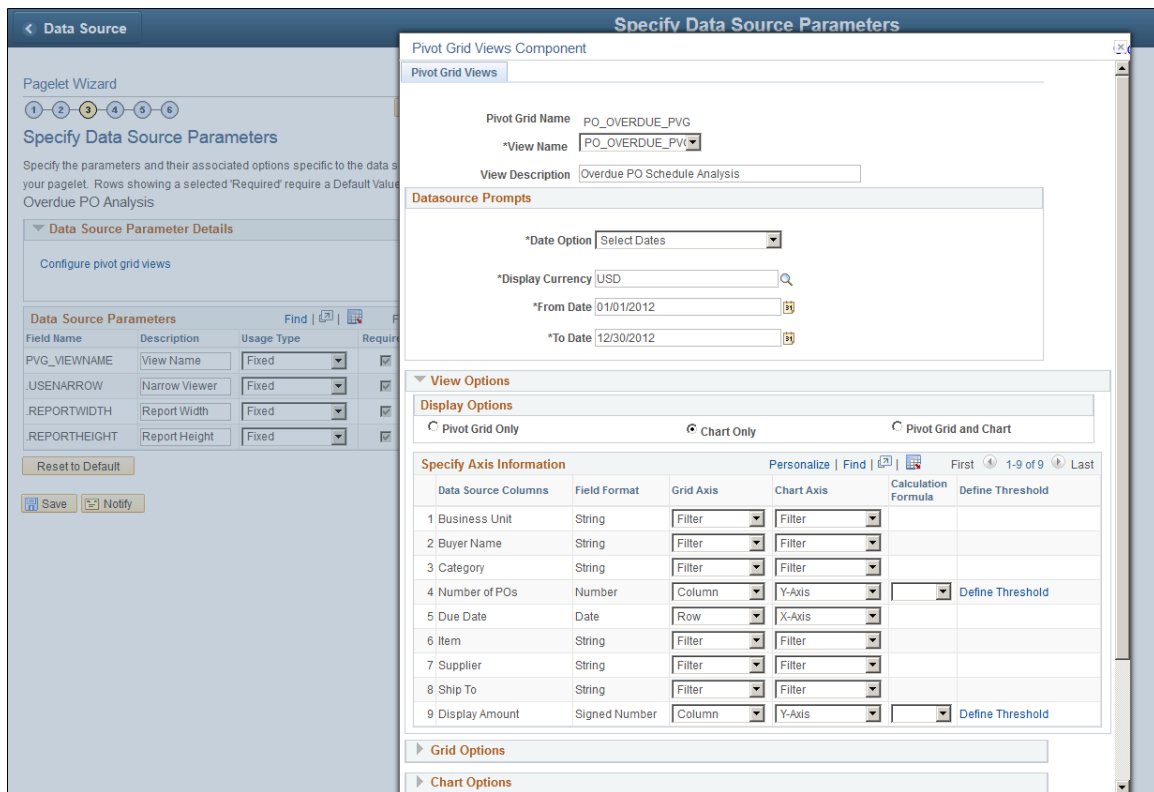 Data Source
Specify Data Source Parameters
Pagelet Wizard
1 2 3 4 5 6
Specify Data Source Parameters
Specify the parameters and their associated options specific to the data s
your pagelet. Rows showing a selected 'Required' require a Default Value
Overdue PO Analysis
Data Source Parameter Details
Configure pivot grid views
Data Source Parameters Find | | F
Field Name Description Usage Type Require
PVG_VIEWNAME View Name Fixed
.USENARROW Narrow Viewer Fixed
.REPORTWIDTH Report Width Fixed
.REPORTHEIGHT Report Height Fixed
Reset to Default
Save Notify
Pivot Grid Views Component
Pivot Grid Views
Pivot Grid Name PO_OVERDUE_PVG
*View Name PO_OVERDUE_PVG
View Description Overdue PO Schedule Analysis
Datasource Prompts
*Date Option Select Dates
*Display Currency USD
*From Date 01/01/2012
*To Date 12/30/2012
View Options
Display Options
Pivot Grid Only Chart Only Pivot Grid and Chart
Specify Axis Information Personalize | Find | | First 1-9 of 9 Last
Data Source Columns Field Format Grid Axis Chart Axis Calculation Formula Define Threshold
1 Business Unit String Filter Filter
2 Buyer Name String Filter Filter
3 Category String Filter Filter
4 Number of POs Number Column Y-Axis Define Threshold
5 Due Date Date Row X-Axis
6 Item String Filter Filter
7 Supplier String Filter Filter
8 Ship To String Filter Filter
9 Display Amount Signed Number Column Y-Axis Define Threshold
Grid Options
Chart Options